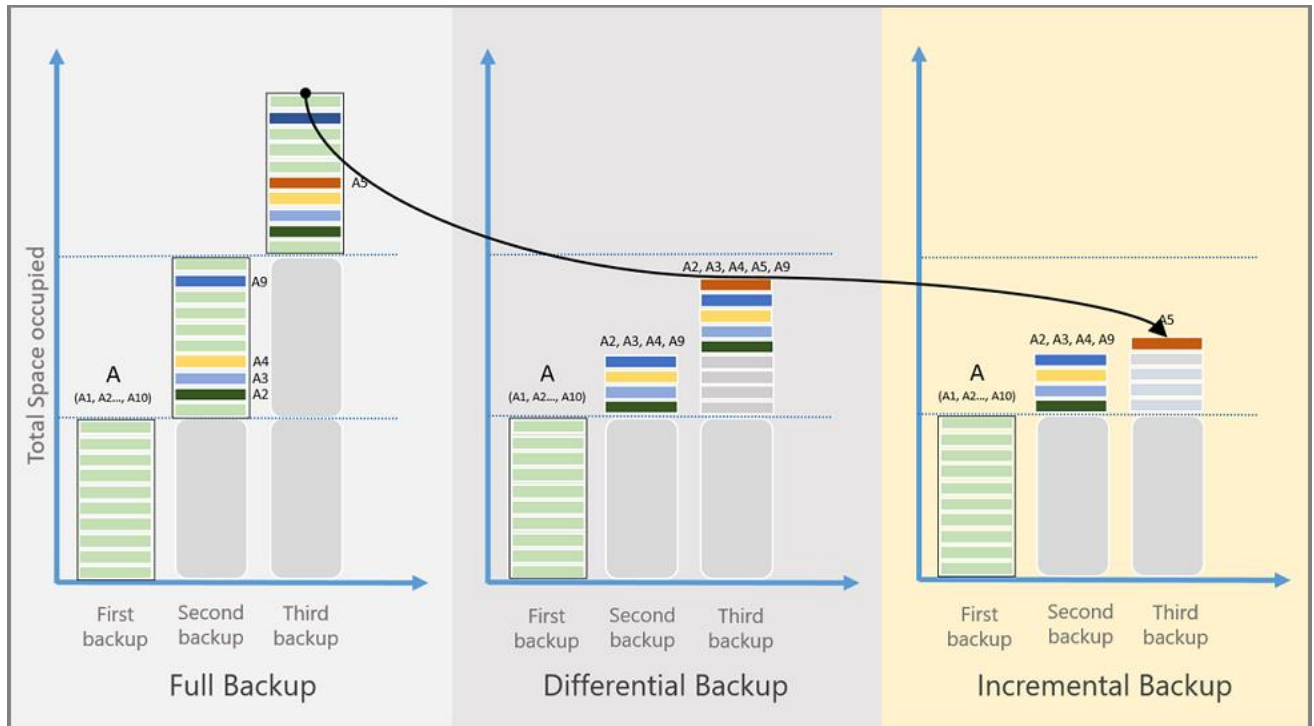 Total Space occupied
A5
A9
A4
A3
A2
A
(A1, A2..., A10)
First
backup
Second
backup
Third
backup
Full Backup
A2, A3, A4, A5, A9
A2, A3, A4, A9
A
(A1, A2..., A10)
First
backup
Second
backup
Third
backup
Differential Backup
A5
A2, A3, A4, A9
A
(A1, A2..., A10)
First
backup
Second
backup
Third
backup
Incremental Backup